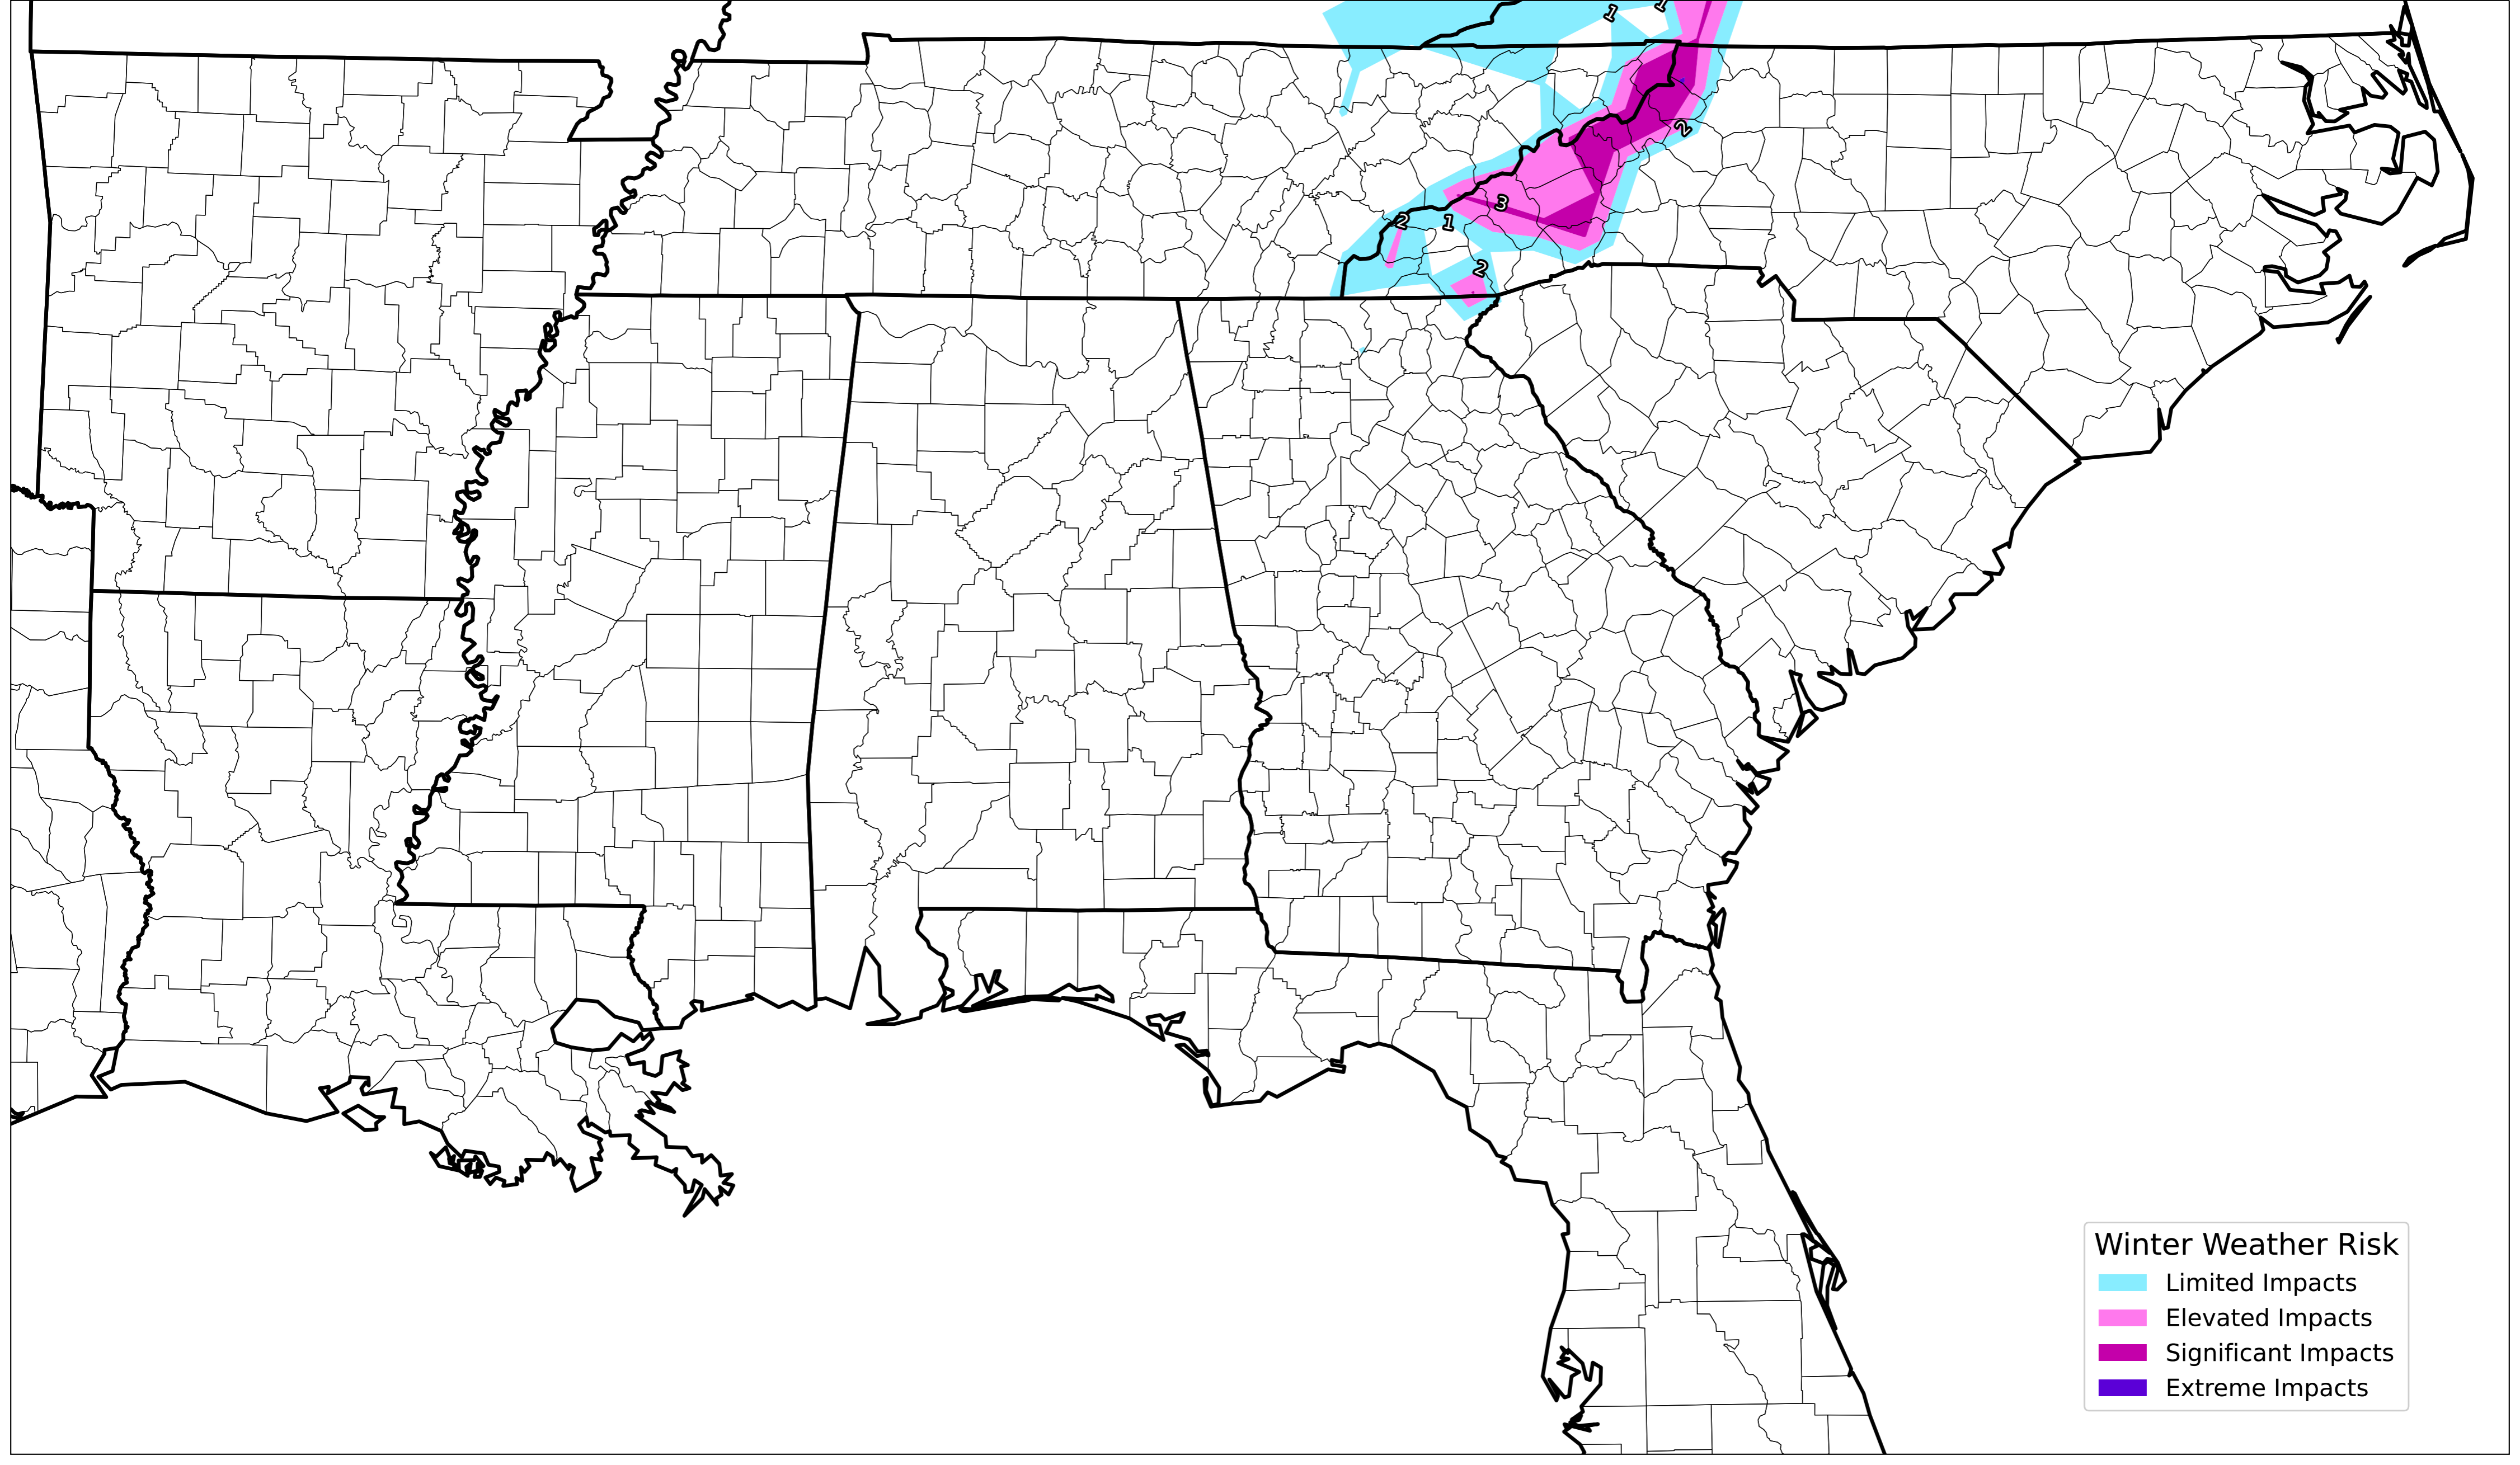 1
1
2
3
2
1
2
Winter Weather Risk
Limited Impacts
Elevated Impacts
Significant Impacts
Extreme Impacts